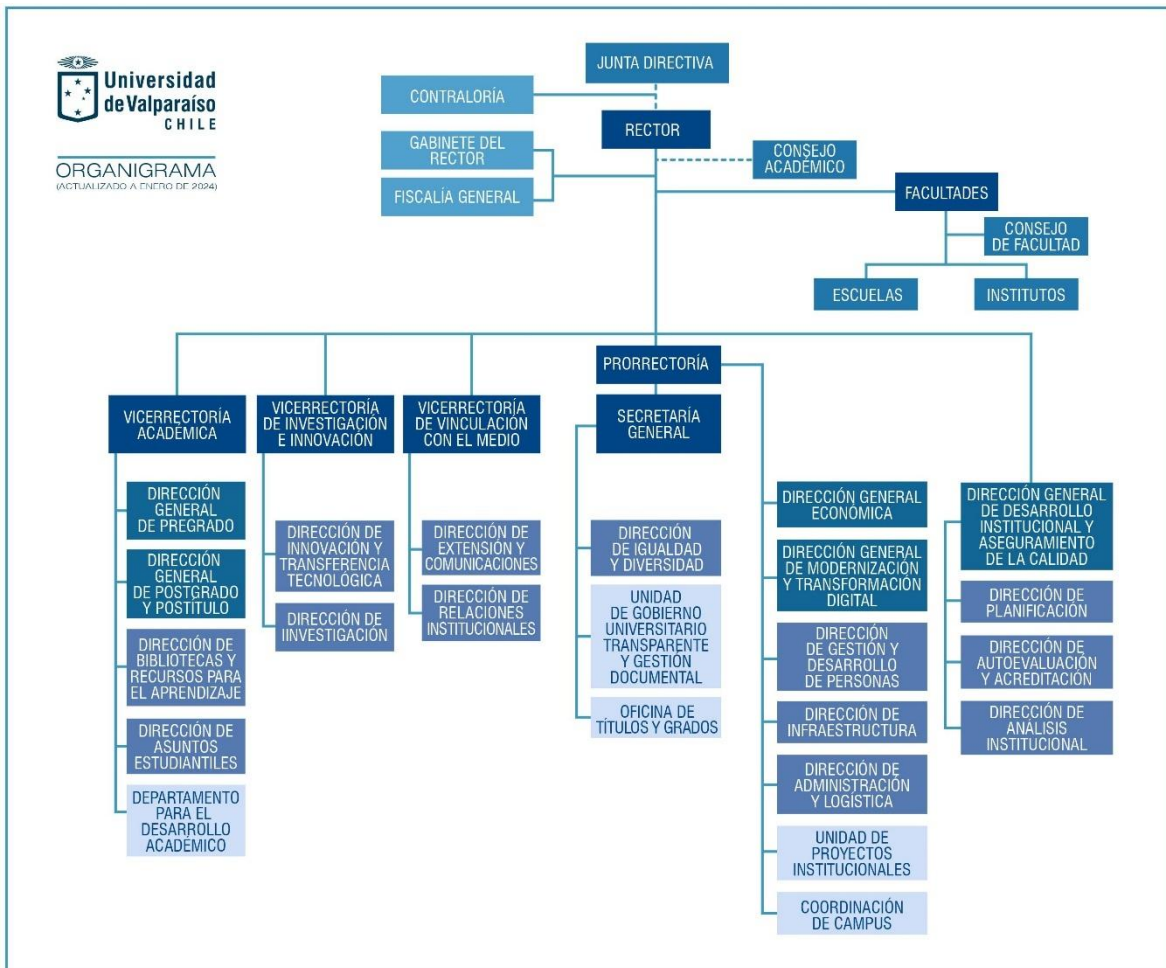 Universidad
de Valparaíso
CHILE
ORGANIGRAMA
(ACTUALIZADO A ENERO DE 2024)
JUNTA DIRECTIVA
CONTRALORÍA
RECTOR
GABINETE DEL
RECTOR
CONSEJO
ACADÉMICO
FISCALÍA GENERAL
FACULTADES
CONSEJO
DE FACULTAD
ESCUELAS
INSTITUTOS
PRORRECTORÍA
VICERRECTORÍA
ACADÉMICA
VICERRECTORÍA
DE INVESTIGACIÓN
E INNOVACIÓN
VICERRECTORÍA
DE VINCULACIÓN
CON EL MEDIO
SECRETARÍA
GENERAL
DIRECCIÓN
GENERAL
DE PREGRADO
DIRECCIÓN
GENERAL
DE POSTGRADO
Y POSTÍTULO
DIRECCIÓN DE
BIBLIOTECAS Y
RECURSOS PARA
EL APRENDIZAJE
DIRECCIÓN DE
ASUNTOS
ESTUDIANTILES
DEPARTAMENTO
PARA EL
DESARROLLO
ACADÉMICO
DIRECCIÓN DE
INNOVACIÓN Y
TRANSFERENCIA
TECNOLÓGICA
DIRECCIÓN DE
IINVESTIGACIÓN
DIRECCIÓN DE
EXTENSIÓN Y
COMUNICACIONES
DIRECCIÓN DE
RELACIONES
INSTITUCIONALES
DIRECCIÓN
DE IGUALDAD
Y DIVERSIDAD
UNIDAD
DE GOBIERNO
UNIVERSITARIO
TRANSPARENTE
Y GESTIÓN
DOCUMENTAL
OFICINA DE
TÍTULOS Y GRADOS
DIRECCIÓN GENERAL
ECONÓMICA
DIRECCIÓN GENERAL
DE MODERNIZACIÓN
Y TRANSFORMACIÓN
DIGITAL
DIRECCIÓN
DE GESTIÓN Y
DESARROLLO
DE PERSONAS
DIRECCIÓN DE
INFRAESTRUCTURA
DIRECCIÓN DE
ADMINISTRACIÓN
Y LOGÍSTICA
UNIDAD DE
PROYECTOS
INSTITUCIONALES
COORDINACIÓN
DE CAMPUS
DIRECCIÓN GENERAL
DE DESARROLLO
INSTITUCIONAL Y
ASEGURAMIENTO
DE LA CALIDAD
DIRECCIÓN DE
PLANIFICACIÓN
DIRECCIÓN DE
AUTOEVALUACIÓN
Y ACREDITACIÓN
DIRECCIÓN DE
ANÁLISIS
INSTITUCIONAL